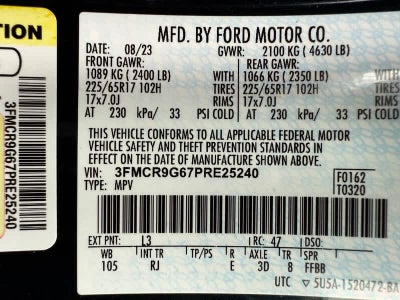 TION
3FMCR9G67PRE25240
MFD. BY FORD MOTOR CO.
DATE: 08/23 GVWR: 2100 KG (4630 LB)
FRONT GAWR: REAR GAWR:
1089 KG (2400 LB) WITH 1066 KG (2350 LB) WITH
225/65R17 102H TIRES 225/65R17 102H TIRES
17x7.0J RIMS 17x7.0J RIMS
AT 230 kPa/ 33 PSI COLD AT 230 kPa/ 33 PSI COLD
THIS VEHICLE CONFORMS TO ALL APPLICABLE FEDERAL MOTOR
VEHICLE SAFETY AND THEFT PREVENTION STANDARDS IN
EFFECT ON THE DATE OF MANUFACTURE SHOWN ABOVE.
VIN: 3FMCR9G67PRE25240 F0162
TYPE: MPV T0320
EXT PNT: L3 RC: 47 DSO:
WB INT TR TP/PS R AXLE TR SPR
105 RJ E 3D 8 FFBB
UTC ▽ 5U5A-1520472-BA